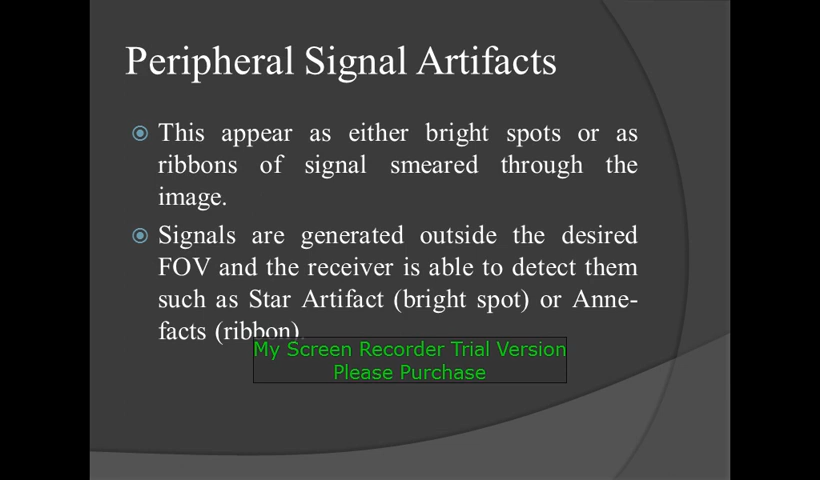 Peripheral Signal Artifacts
This appear as either bright spots or as
ribbons of signal smeared through the
image.
Signals are generated outside the desired
FOV and the receiver is able to detect them
such as Star Artifact (bright spot) or Anne-
facts (ribbon).
My Screen Recorder Trial Version
Please Purchase